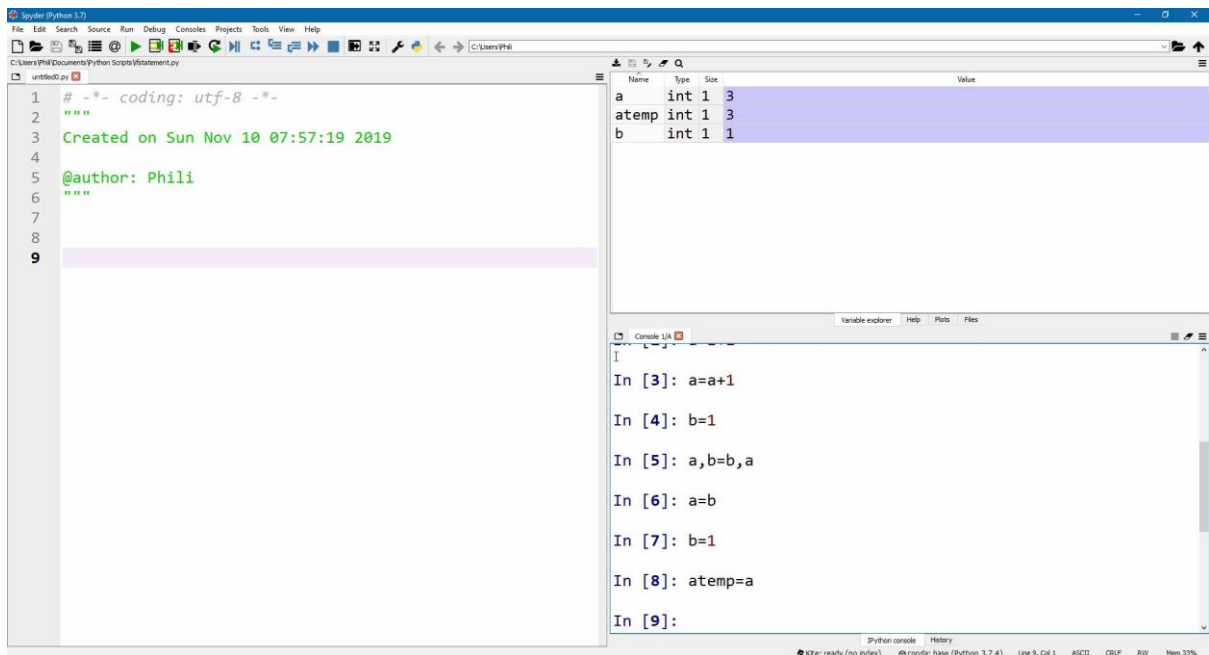 Spyder (Python 3.7)
File Edit Search Source Run Debug Consoles Projects Tools View Help
C:\Users\Phili
C:\Users\Phili\Documents\Python Scripts\ifstatement.py
untitled0.py
1 # -*- coding: utf-8 -*-
2 """
3 Created on Sun Nov 10 07:57:19 2019
4
5 @author: Phili
6 """
7
8
9
Name Type Size Value
a int 1 3
atemp int 1 3
b int 1 1
Variable explorer Help Plots Files
Console 1/A
In [3]: a=a+1
In [4]: b=1
In [5]: a,b=b,a
In [6]: a=b
In [7]: b=1
In [8]: atemp=a
In [9]:
IPython console History
Kite: ready (no index) conda: base (Python 3.7.4) Line 9, Col 1 ASCII CRLF RW Mem 33%